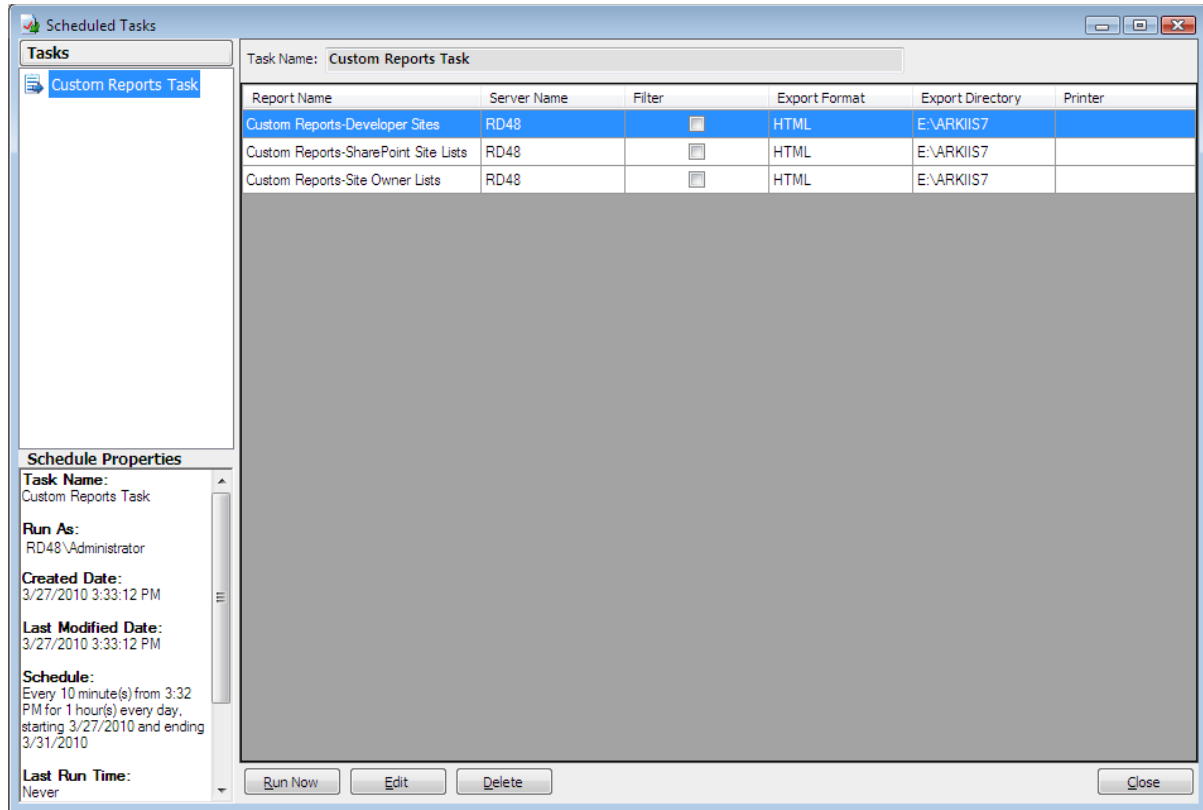 Scheduled Tasks
Tasks
Custom Reports Task
Task Name: Custom Reports Task
Report Name Server Name Filter Export Format Export Directory Printer
Custom Reports-Developer Sites RD48 HTML E:\ARKIIS7
Custom Reports-SharePoint Site Lists RD48 HTML E:\ARKIIS7
Custom Reports-Site Owner Lists RD48 HTML E:\ARKIIS7
Schedule Properties
Task Name:
Custom Reports Task
Run As:
RD48\Administrator
Created Date:
3/27/2010 3:33:12 PM
Last Modified Date:
3/27/2010 3:33:12 PM
Schedule:
Every 10 minute(s) from 3:32
PM for 1 hour(s) every day,
starting 3/27/2010 and ending
3/31/2010
Last Run Time:
Never
Run Now Edit Delete Close